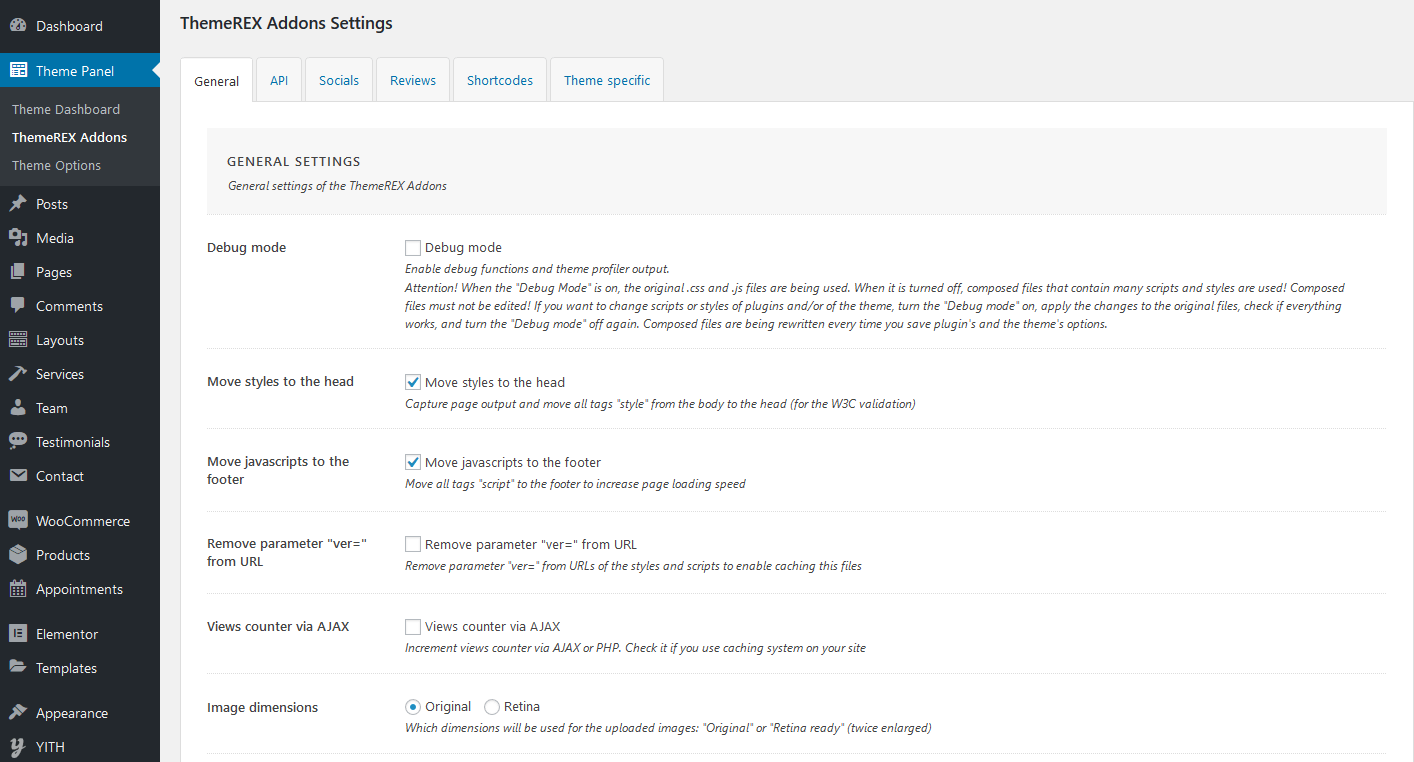 Dashboard
Theme Panel
Theme Dashboard
ThemeREX Addons
Theme Options
Posts
Media
Pages
Comments
Layouts
Services
Team
Testimonials
Contact
WOO WooCommerce
Products
Appointments
Elementor
Templates
Appearance
YITH
ThemeREX Addons Settings
General API Socials Reviews Shortcodes Theme specific
GENERAL SETTINGS
General settings of the ThemeREX Addons
Debug mode
Debug mode
Enable debug functions and theme profiler output.
Attention! When the "Debug Mode" is on, the original .css and .js files are being used. When it is turned off, composed files that contain many scripts and styles are used! Composed
files must not be edited! If you want to change scripts or styles of plugins and/or of the theme, turn the "Debug mode" on, apply the changes to the original files, check if everything
works, and turn the "Debug mode" off again. Composed files are being rewritten every time you save plugin's and the theme's options.
Move styles to the head
Move styles to the head
Capture page output and move all tags "style" from the body to the head (for the W3C validation)
Move javascripts to the
footer
Move javascripts to the footer
Move all tags "script" to the footer to increase page loading speed
Remove parameter "ver="
from URL
Remove parameter "ver=" from URL
Remove parameter "ver=" from URLs of the styles and scripts to enable caching this files
Views counter via AJAX
Views counter via AJAX
Increment views counter via AJAX or PHP. Check it if you use caching system on your site
Image dimensions
Original Retina
Which dimensions will be used for the uploaded images: "Original" or "Retina ready" (twice enlarged)